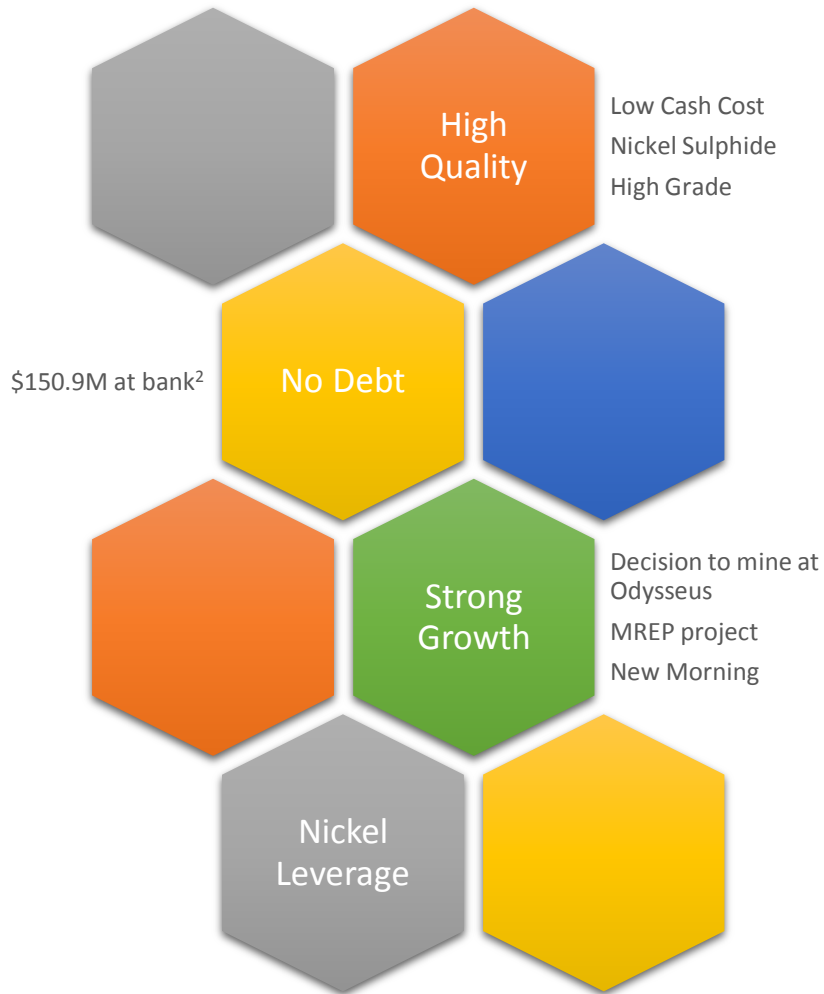 High
Quality
Low Cash Cost
Nickel Sulphide
High Grade
$150.9M at bank²
No Debt
Strong
Growth
Decision to mine at
Odysseus
MREP project
New Morning
Nickel
Leverage